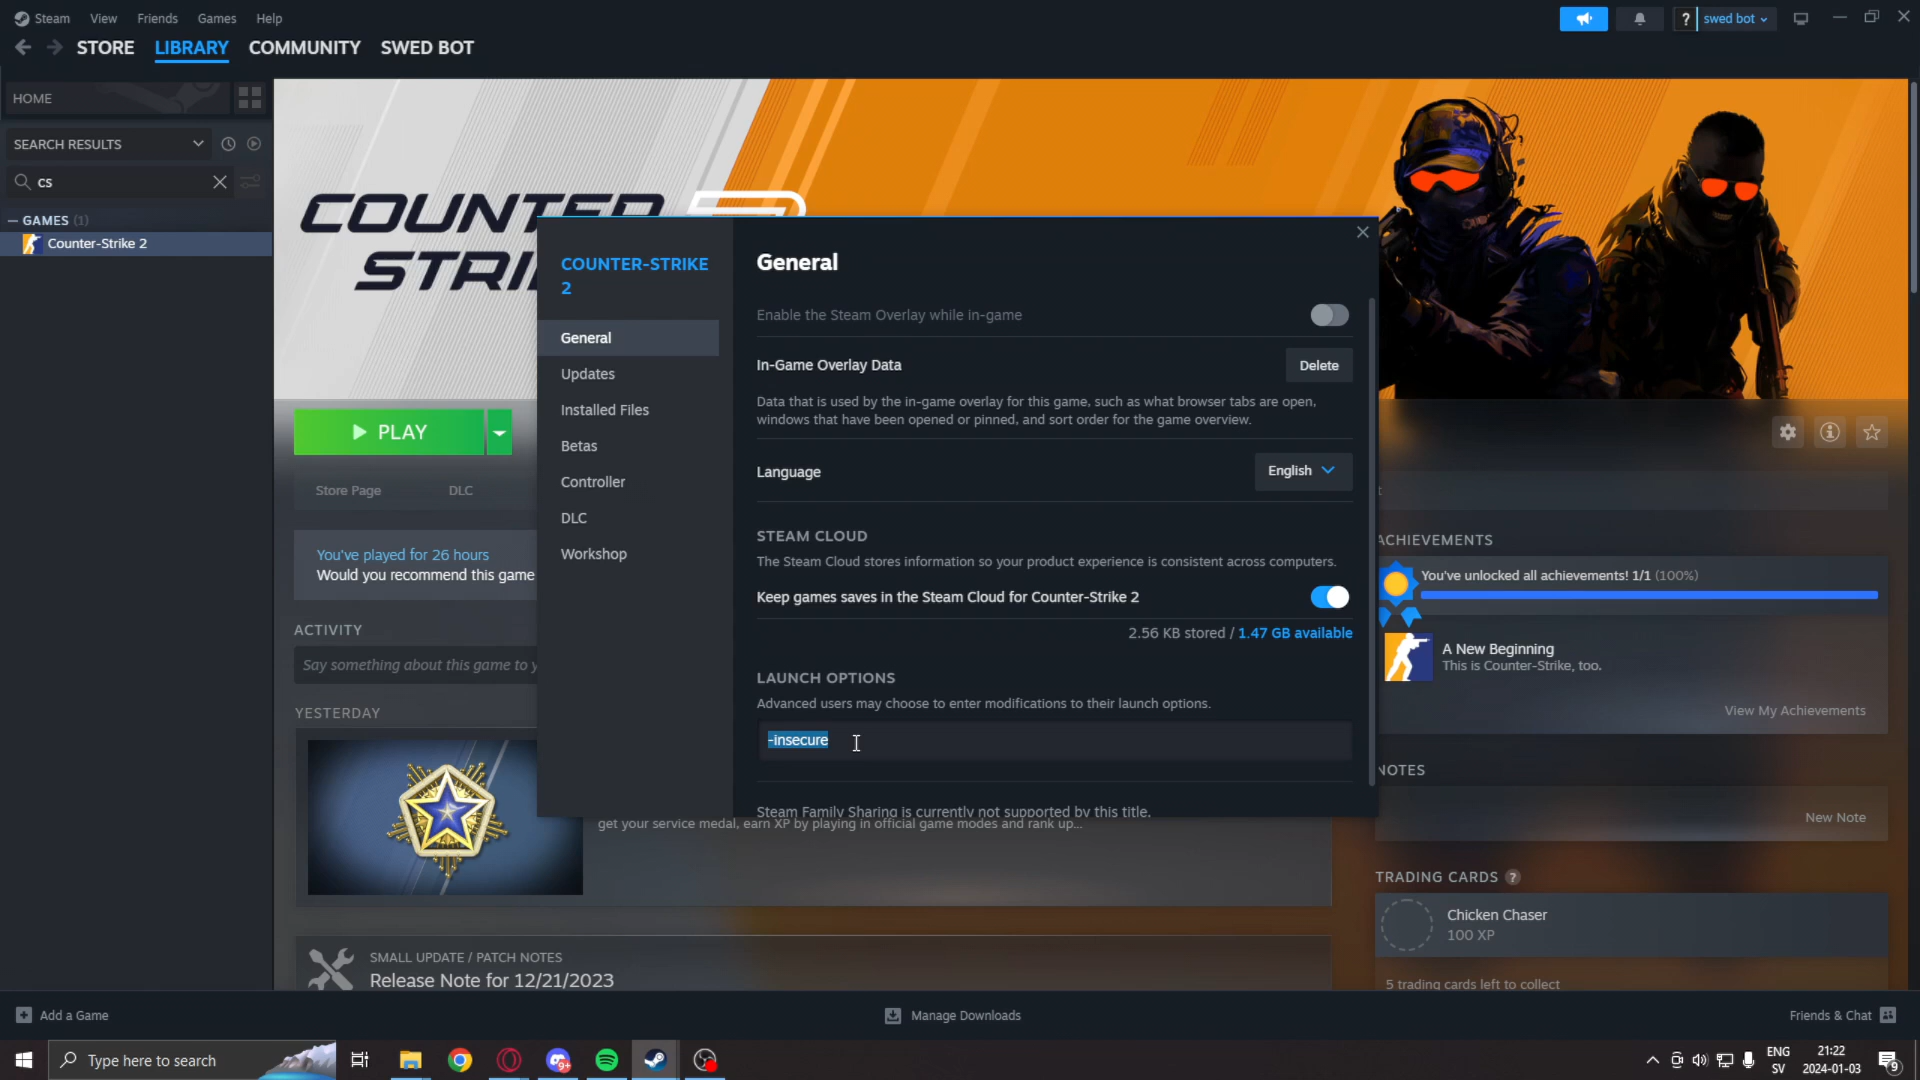 Steam View Friends Games Help
? swed bot
STORE LIBRARY COMMUNITY SWED BOT
HOME
SEARCH RESULTS
cs
GAMES (1)
Counter-Strike 2
COUNTER
STRI
PLAY
Store Page DLC
You've played for 26 hours
Would you recommend this game
ACTIVITY
Say something about this game to y
YESTERDAY
get your service medal, earn XP by playing in official game modes and rank up...
SMALL UPDATE / PATCH NOTES
Release Note for 12/21/2023
COUNTER-STRIKE
2
General
Updates
Installed Files
Betas
Controller
DLC
Workshop
General
Enable the Steam Overlay while in-game
In-Game Overlay Data
Delete
Data that is used by the in-game overlay for this game, such as what browser tabs are open,
windows that have been opened or pinned, and sort order for the game overview.
Language
English
STEAM CLOUD
The Steam Cloud stores information so your product experience is consistent across computers.
Keep games saves in the Steam Cloud for Counter-Strike 2
2.56 KB stored / 1.47 GB available
LAUNCH OPTIONS
Advanced users may choose to enter modifications to their launch options.
-insecure
Steam Family Sharing is currently not supported by this title.
ACHIEVEMENTS
You've unlocked all achievements! 1/1 (100%)
A New Beginning
This is Counter-Strike, too.
View My Achievements
NOTES
New Note
TRADING CARDS ?
Chicken Chaser
100 XP
5 trading cards left to collect
Add a Game
Manage Downloads
Friends & Chat
Type here to search
9+
ENG
SV
21:22
2024-01-03
9